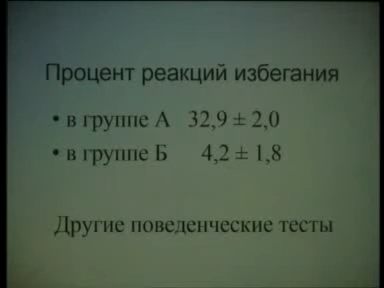 Процент реакций избегания
• в группе А 32,9 ± 2,0
• в группе Б 4,2 ± 1,8
Другие поведенческие тесты